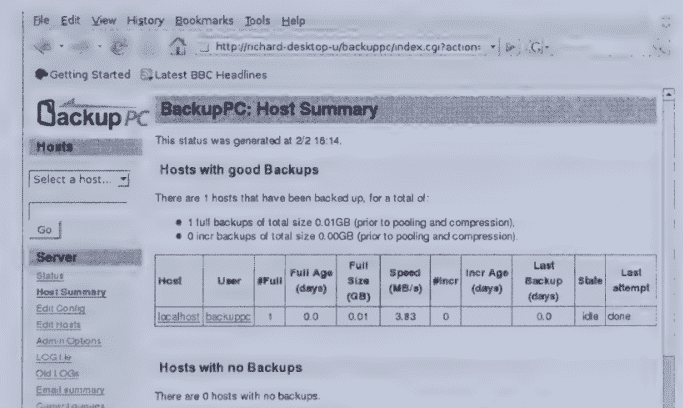 File Edit View History Bookmarks Tools Help
http://richard-desktop-u/backuppc/index.cgi?action=
G
Getting Started Latest BBC Headlines
BackupPC
BackupPC: Host Summary
This status was generated at 2/2 16:14.
Hosts
Select a host...
Go
Hosts with good Backups
There are 1 hosts that have been backed up, for a total of:
1 full backups of total size 0.01GB (prior to pooling and compression),
0 incr backups of total size 0.00GB (prior to pooling and compression).
Server
Status
Host Summary
Edit Config
Edit Hosts
Admin Options
LOG file
Old LOGs
Email summary
Current queues
Host User #Full Full Age (days) Full Size (GB) Speed (MB/s) #Incr Incr Age (days) Last Backup (days) State Last attempt
localhost backuppc 1 0.0 0.01 3.83 0 0.0 idle done
Hosts with no Backups
There are 0 hosts with no backups.